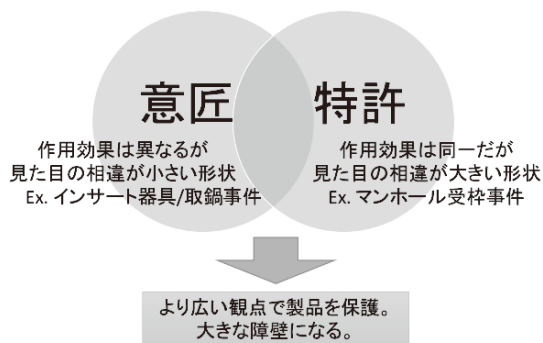 意匠
作用効果は異なるが
見た目の相違が小さい形状
Ex. インサート器具/取鍋事件
特許
作用効果は同一だが
見た目の相違が大きい形状
Ex. マンホール受枠事件
より広い観点で製品を保護。
大きな障壁になる。